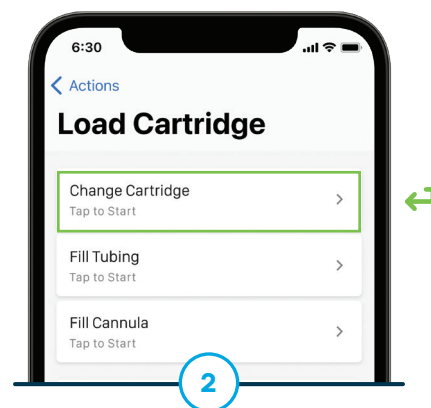 6:30
Actions
Load Cartridge
Change Cartridge
Tap to Start
Fill Tubing
Tap to Start
Fill Cannula
Tap to Start
2